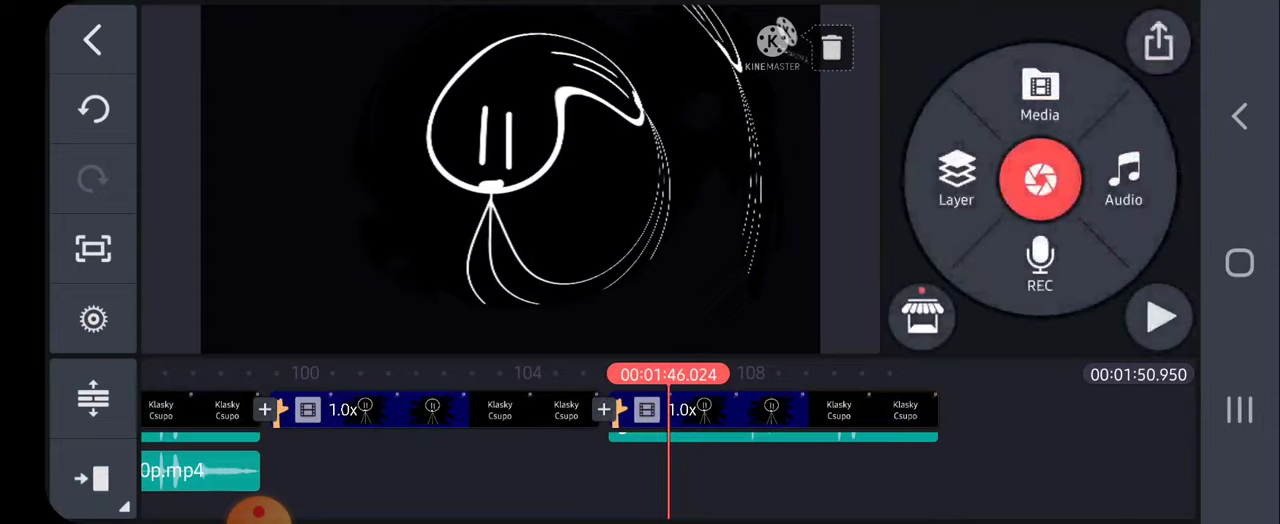 KINEMASTER
Media
Layer
Audio
REC
100
104
00:01:46.024
108
00:01:50.950
Klasky
Csupo
Klasky
Csupo
1.0x
Klasky
Csupo
Klasky
Csupo
1.0x
Klasky
Csupo
Klasky
Csupo
0p.mp4